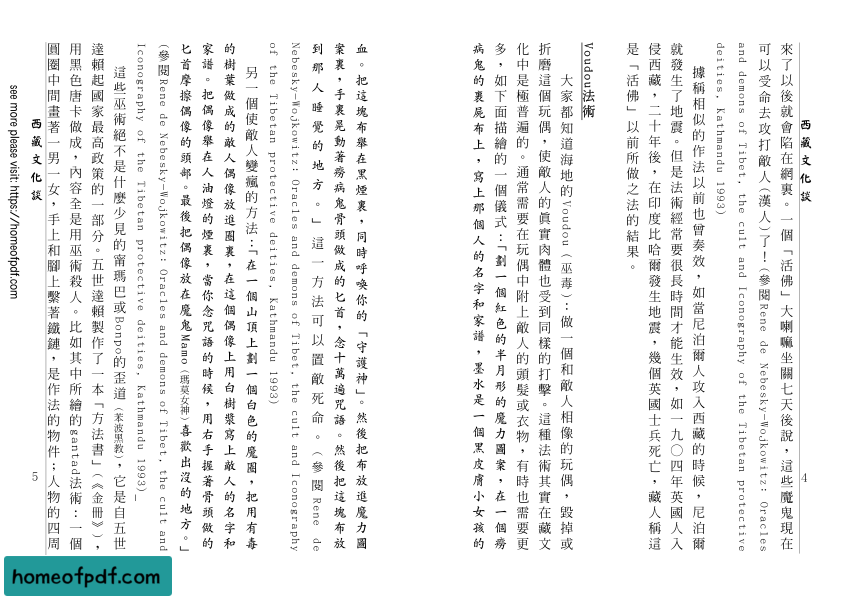 西藏文化談
4
來了以後就會陷在網裏。一個「活佛」大喇嘛坐關七天後說，這些魔鬼現在
可以受命去攻打敵人(漢人)了！(參閱Rene de Nebesky-Wojkowitz: Oracles
and demons of Tibet, the cult and Iconography of the Tibetan protective
deities, Kathmandu 1993)
據稱相似的作法以前也曾奏效，如當尼泊爾人攻入西藏的時候，尼泊爾
就發生了地震。但是法術經常要很長時間才能生效，如一九〇四年英國人入
侵西藏，二十年後，在印度比哈爾發生地震，幾個英國士兵死亡，藏人稱這
是「活佛」以前所做之法的結果。
Voudou法術
大家都知道海地的Voudou（巫毒）：做一個和敵人相像的玩偶，毀掉或
折磨這個玩偶，使敵人的真實肉體也受到同樣的打擊。這種法術其實在藏文
化中是極普遍的。通常需要在玩偶中附上敵人的頭髮或衣物，有時也需要更
多，如下面描繪的一個儀式：「劃一個紅色的半月形的魔力圖案，在一個癆
病鬼的裹屍布上，寫上那個人的名字和家譜，墨水是一個黑皮膚小女孩的
血。把這塊布舉在黑煙裏，同時呼喚你的「守護神」。然後把布放進魔力圖
案裏，手裏晃動著癆病鬼骨頭做成的匕首，念十萬遍咒語。然後把這塊布放
到那人睡覺的地方。」這一方法可以置敵死命。(參閱Rene de
Nebesky-Wojkowitz: Oracles and demons of Tibet, the cult and Iconography
of the Tibetan protective deities, Kathmandu 1993)
另一個使敵人變瘋的方法：「在一個山頂上劃一個白色的魔圈，把用有毒
的樹葉做成的敵人偶像放進圈裏，在這個偶像上用白樹漿寫上敵人的名字和
家譜。把偶像舉在人油燈的煙裏，當你念咒語的時候，用右手握著骨頭做的
匕首摩擦偶像的頭部。最後把偶像放在魔鬼Mamo(瑪莫女神)喜歡出沒的地方。」
(參閱Rene de Nebesky-Wojkowitz: Oracles and demons of Tibet, the cult and
Iconography of the Tibetan protective deities, Kathmandu 1993)_
這些巫術絕不是什麼少見的甯瑪巴或Bonpo的歪道(苯波黑教)，它是自五世
達賴起國家最高政策的一部分。五世達賴製作了一本「方法書」(《金冊》)，
用黑色唐卡做成，內容全是用巫術殺人。比如其中所繪的gantad法術：一個
圓圈中間畫著一男一女，手上和腳上繫著鐵鏈，是作法的物件；人物的四周
西藏文化談
5
see more please visit: https://homeofpdf.com
homeofpdf.com